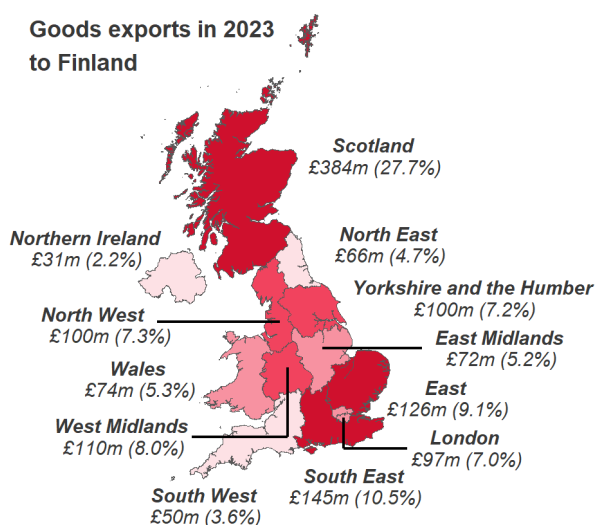 Goods exports in 2023
to Finland
Scotland
£384m (27.7%)
Northern Ireland
£31m (2.2%)
North East
£66m (4.7%)
Yorkshire and the Humber
£100m (7.2%)
North West
£100m (7.3%)
East Midlands
£72m (5.2%)
Wales
£74m (5.3%)
East
£126m (9.1%)
West Midlands
£110m (8.0%)
London
£97m (7.0%)
South East
£145m (10.5%)
South West
£50m (3.6%)